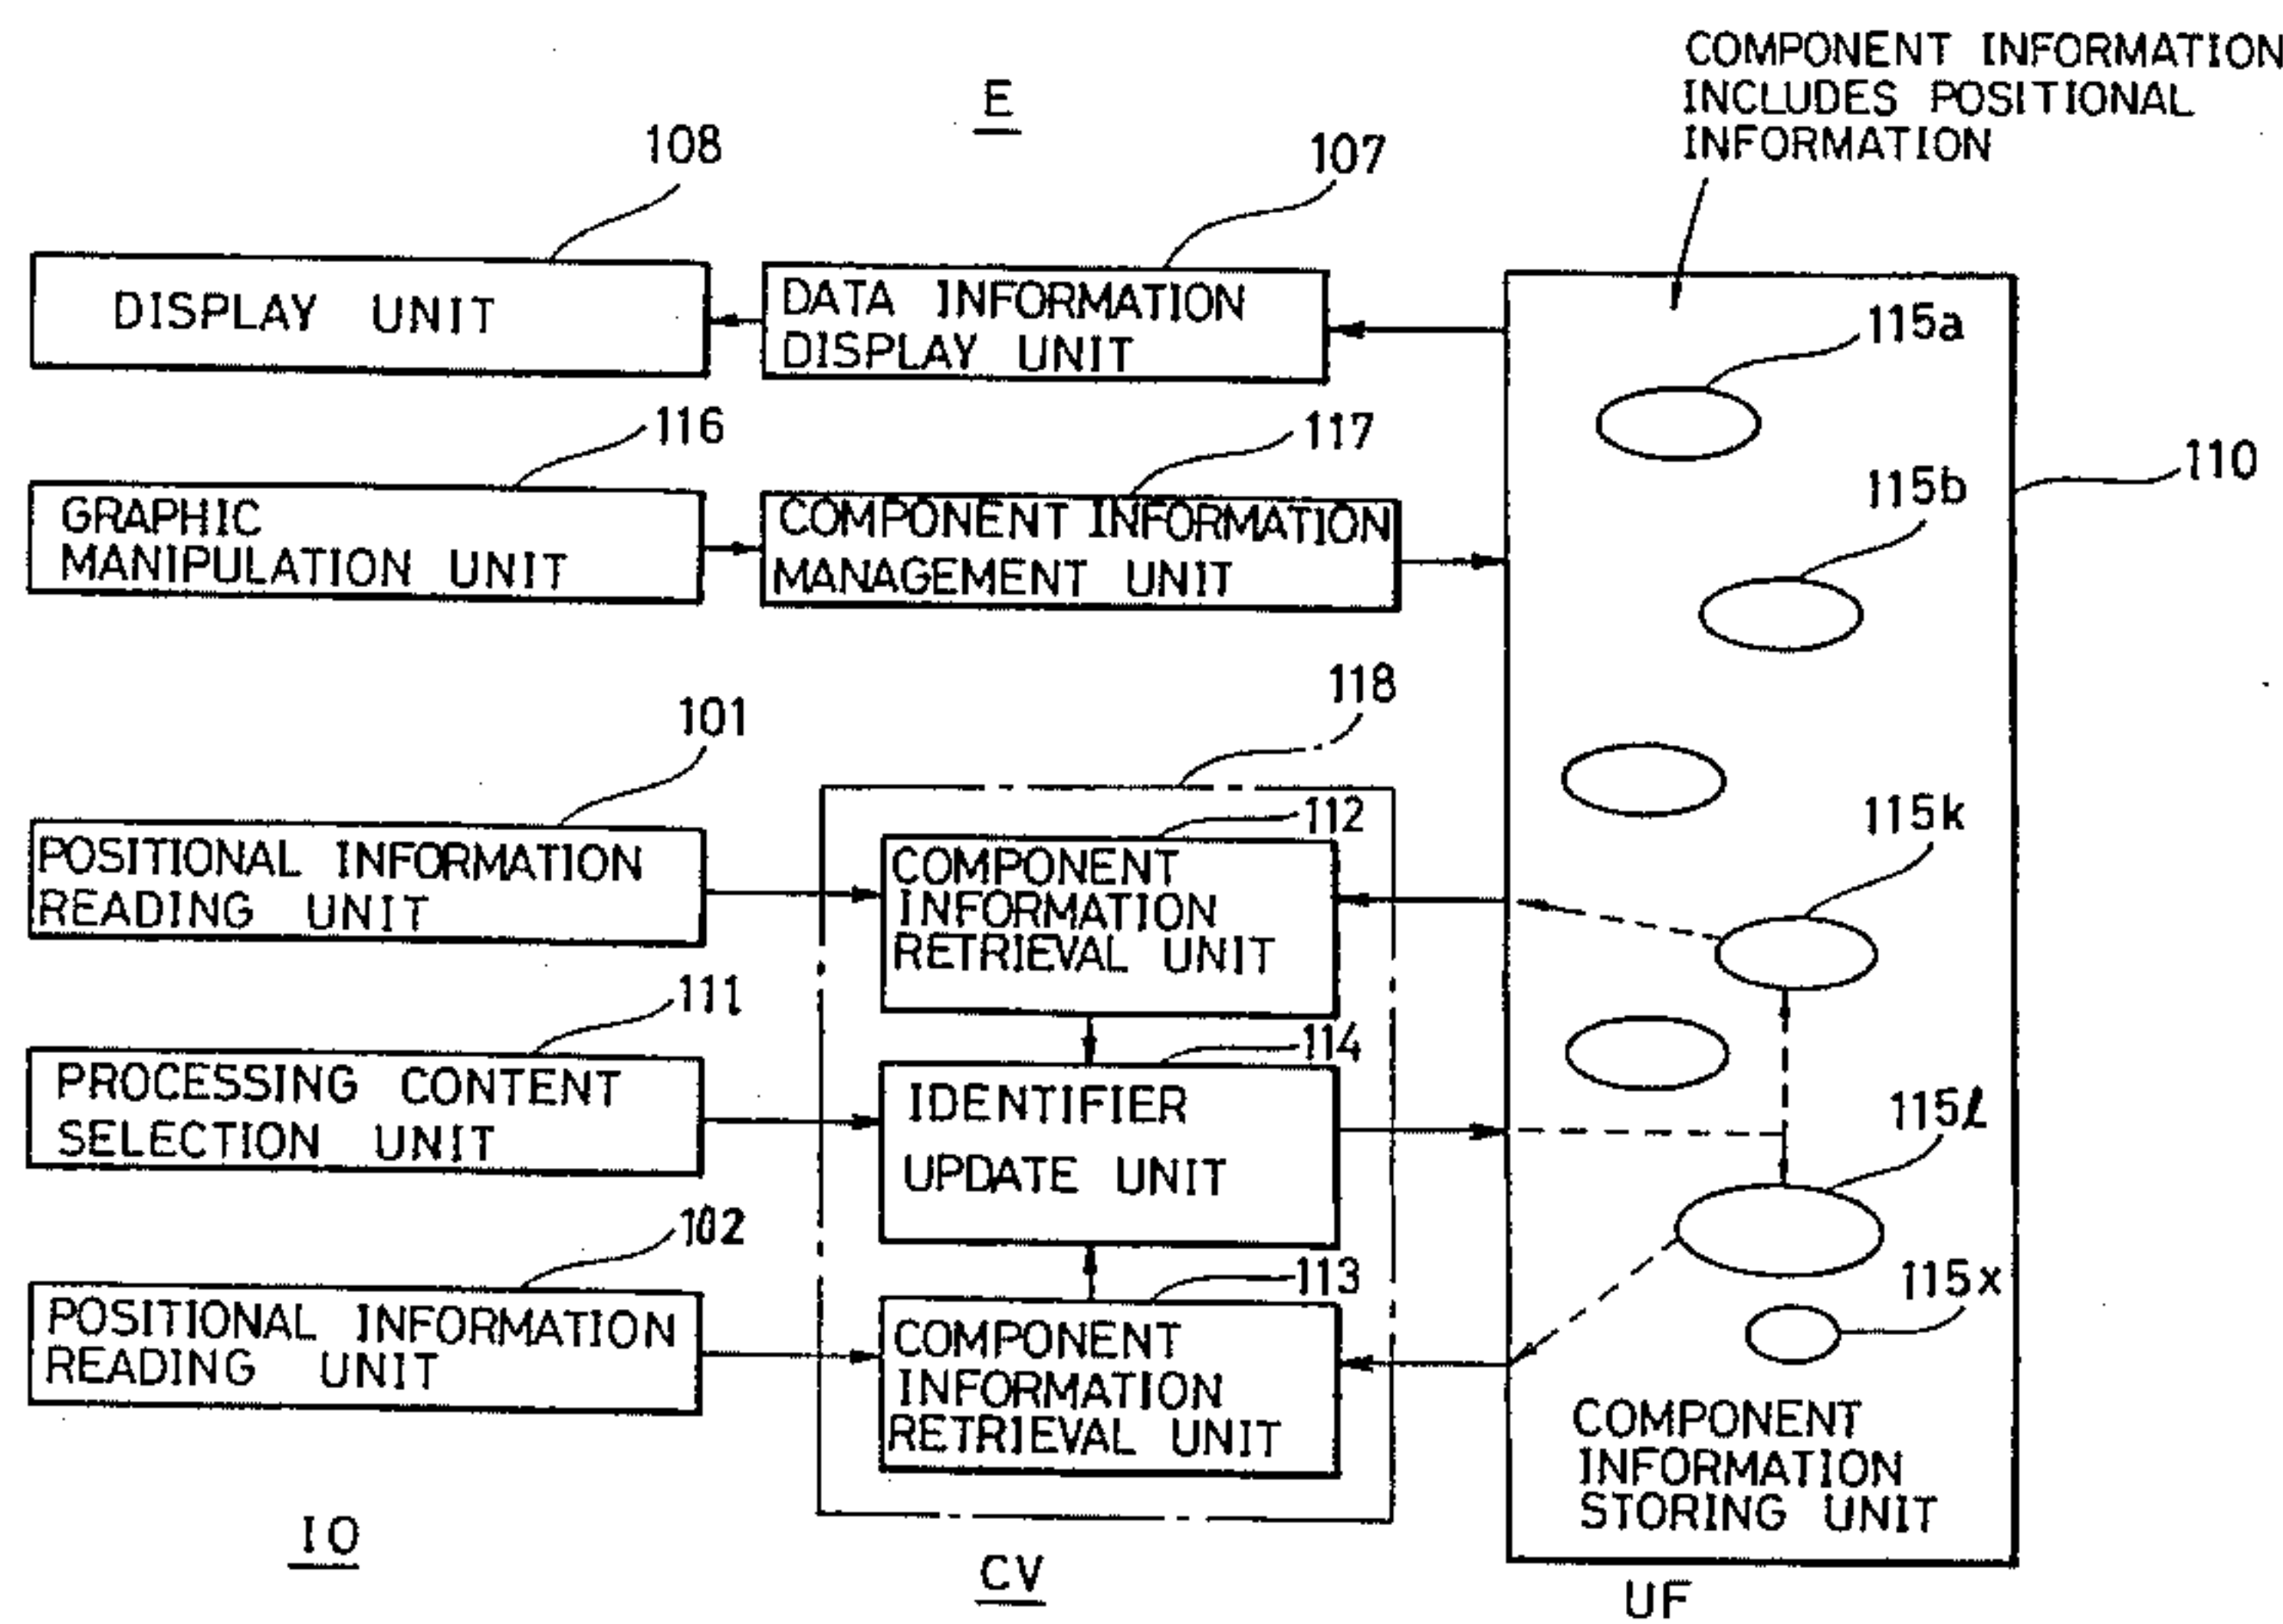 COMPONENT INFORMATION
INCLUDES POSITIONAL
INFORMATION
E
108
107
DISPLAY UNIT
DATA INFORMATION
DISPLAY UNIT
115a
116
117
110
GRAPHIC
MANIPULATION UNIT
COMPONENT INFORMATION
MANAGEMENT UNIT
115b
118
101
112
POSITIONAL INFORMATION
READING UNIT
COMPONENT
INFORMATION
RETRIEVAL UNIT
115k
111
114
PROCESSING CONTENT
SELECTION UNIT
IDENTIFIER
UPDATE UNIT
115l
102
113
POSITIONAL INFORMATION
READING UNIT
COMPONENT
INFORMATION
RETRIEVAL UNIT
115x
COMPONENT
INFORMATION
STORING UNIT
IO
CV
UF